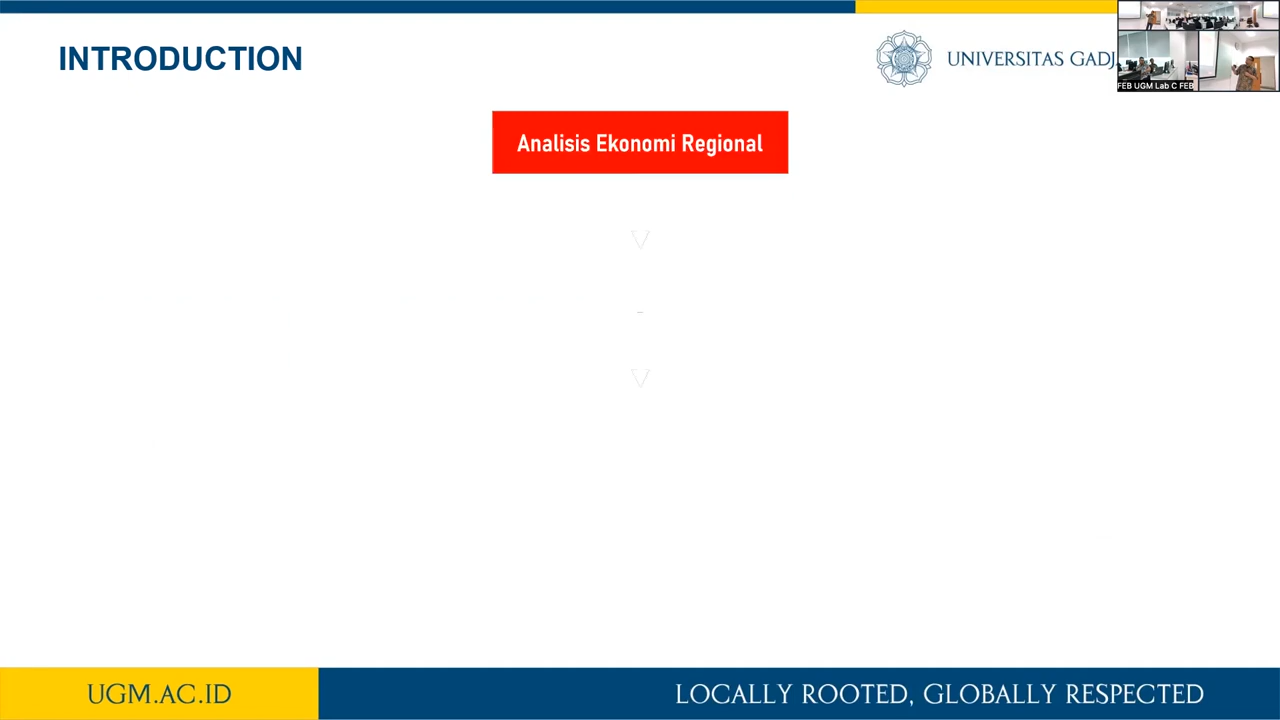 INTRODUCTION
UNIVERSITAS GADJ
FEB UGM Lab C FEB
Analisis Ekonomi Regional
UGM.AC.ID
LOCALLY ROOTED, GLOBALLY RESPECTED